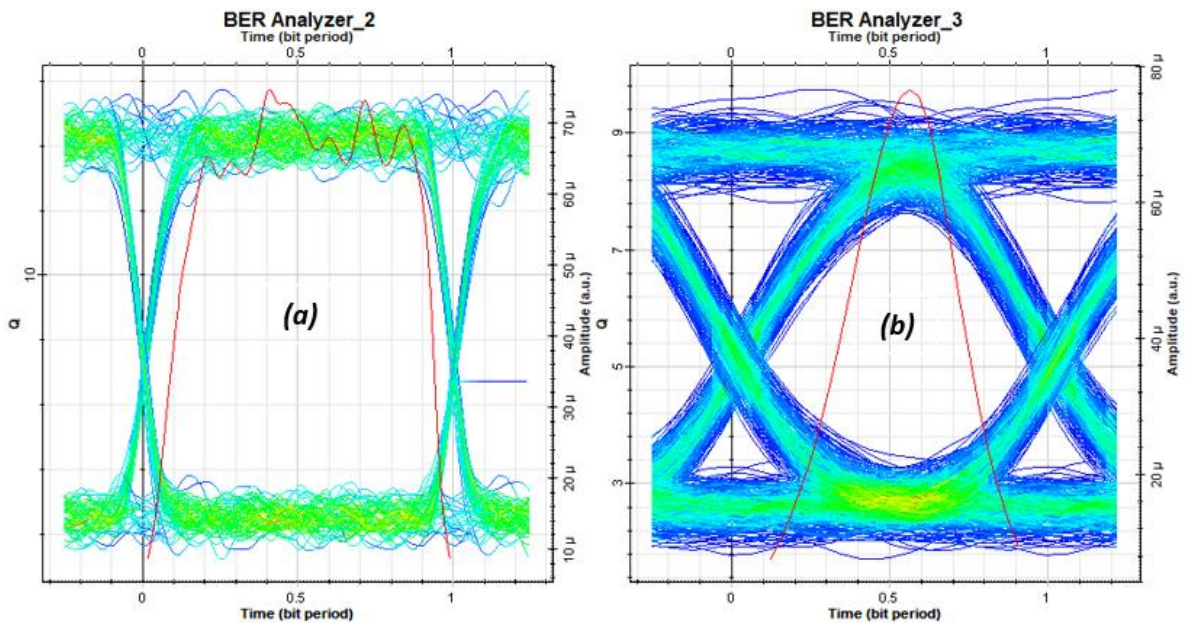 BER Analyzer_2
Time (bit period)
0 0.5 1
Q
10
(a)
70 µ
60 µ
50 µ
40 µ
30 µ
20 µ
10 µ
Amplitude (a.u.)
0 0.5 1
Time (bit period)
BER Analyzer_3
Time (bit period)
0 0.5 1
Q
9
7
5
3
(b)
80 µ
60 µ
40 µ
20 µ
Amplitude (a.u.)
0 0.5 1
Time (bit period)